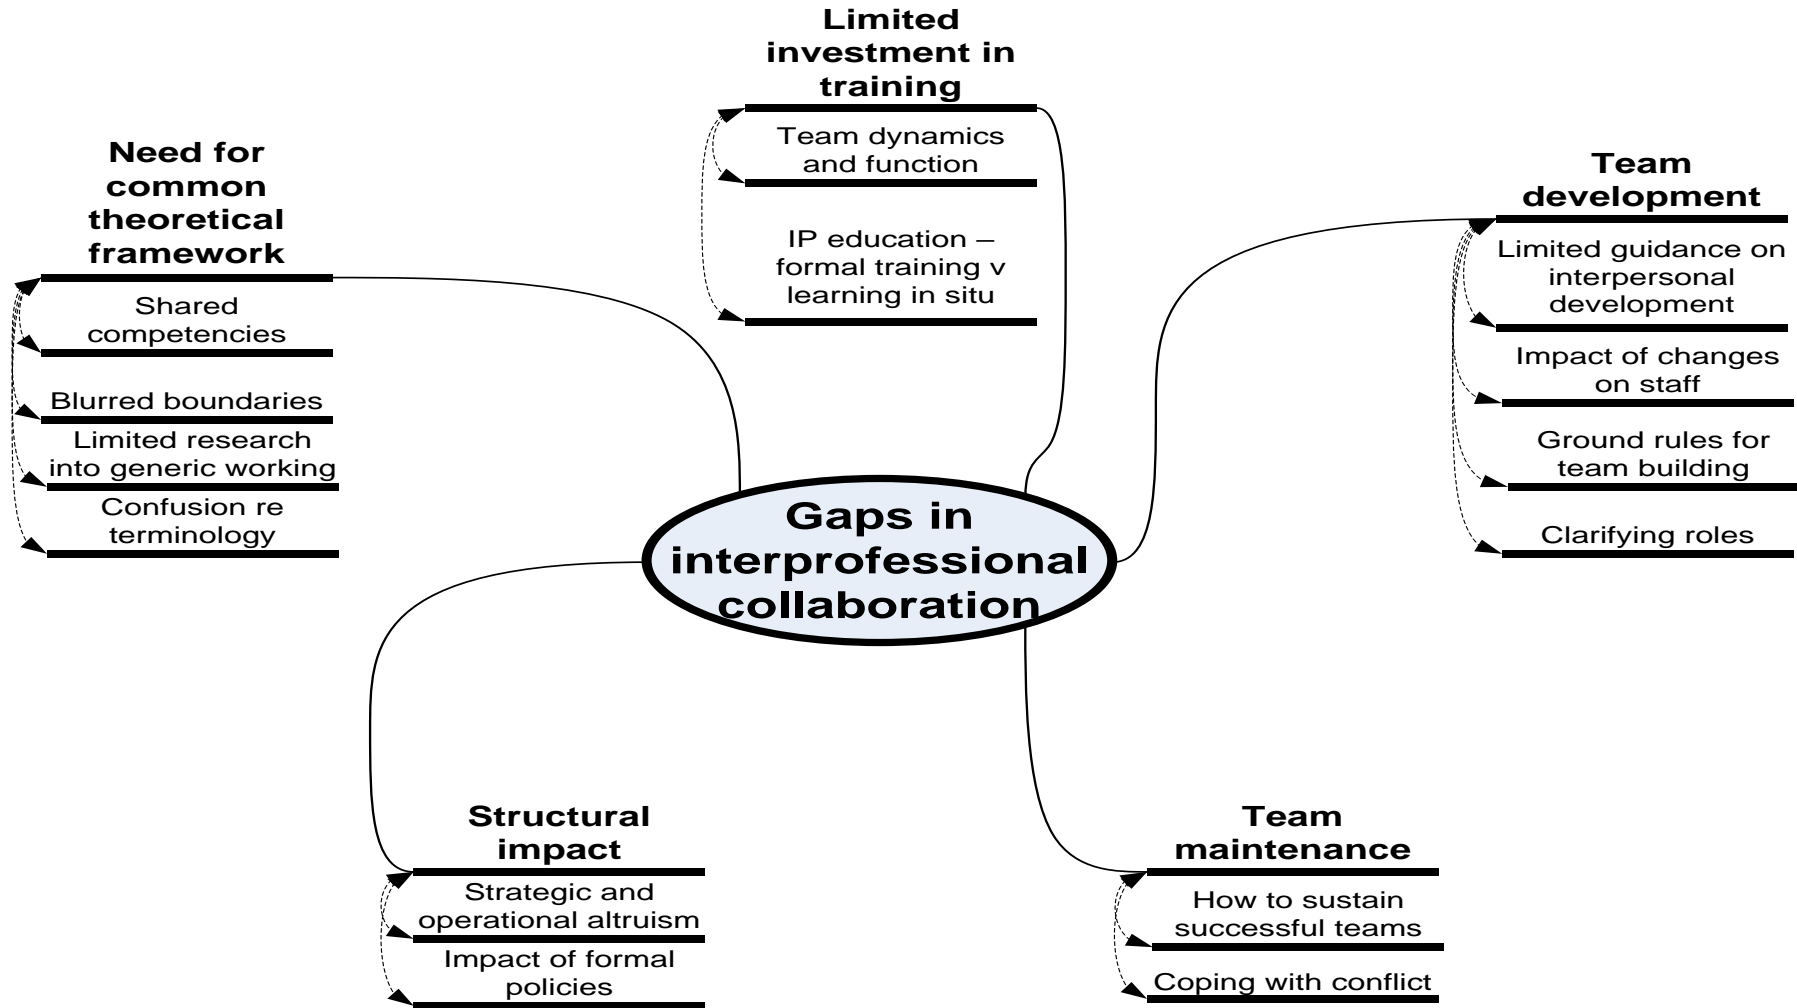 Limited
investment in
training
Team dynamics
and function
IP education –
formal training v
learning in situ
Need for
common
theoretical
framework
Shared
competencies
Blurred boundaries
Limited research
into generic working
Confusion re
terminology
Team
development
Limited guidance on
interpersonal
development
Impact of changes
on staff
Ground rules for
team building
Clarifying roles
Gaps in
interprofessional
collaboration
Structural
impact
Strategic and
operational altruism
Impact of formal
policies
Team
maintenance
How to sustain
successful teams
Coping with conflict